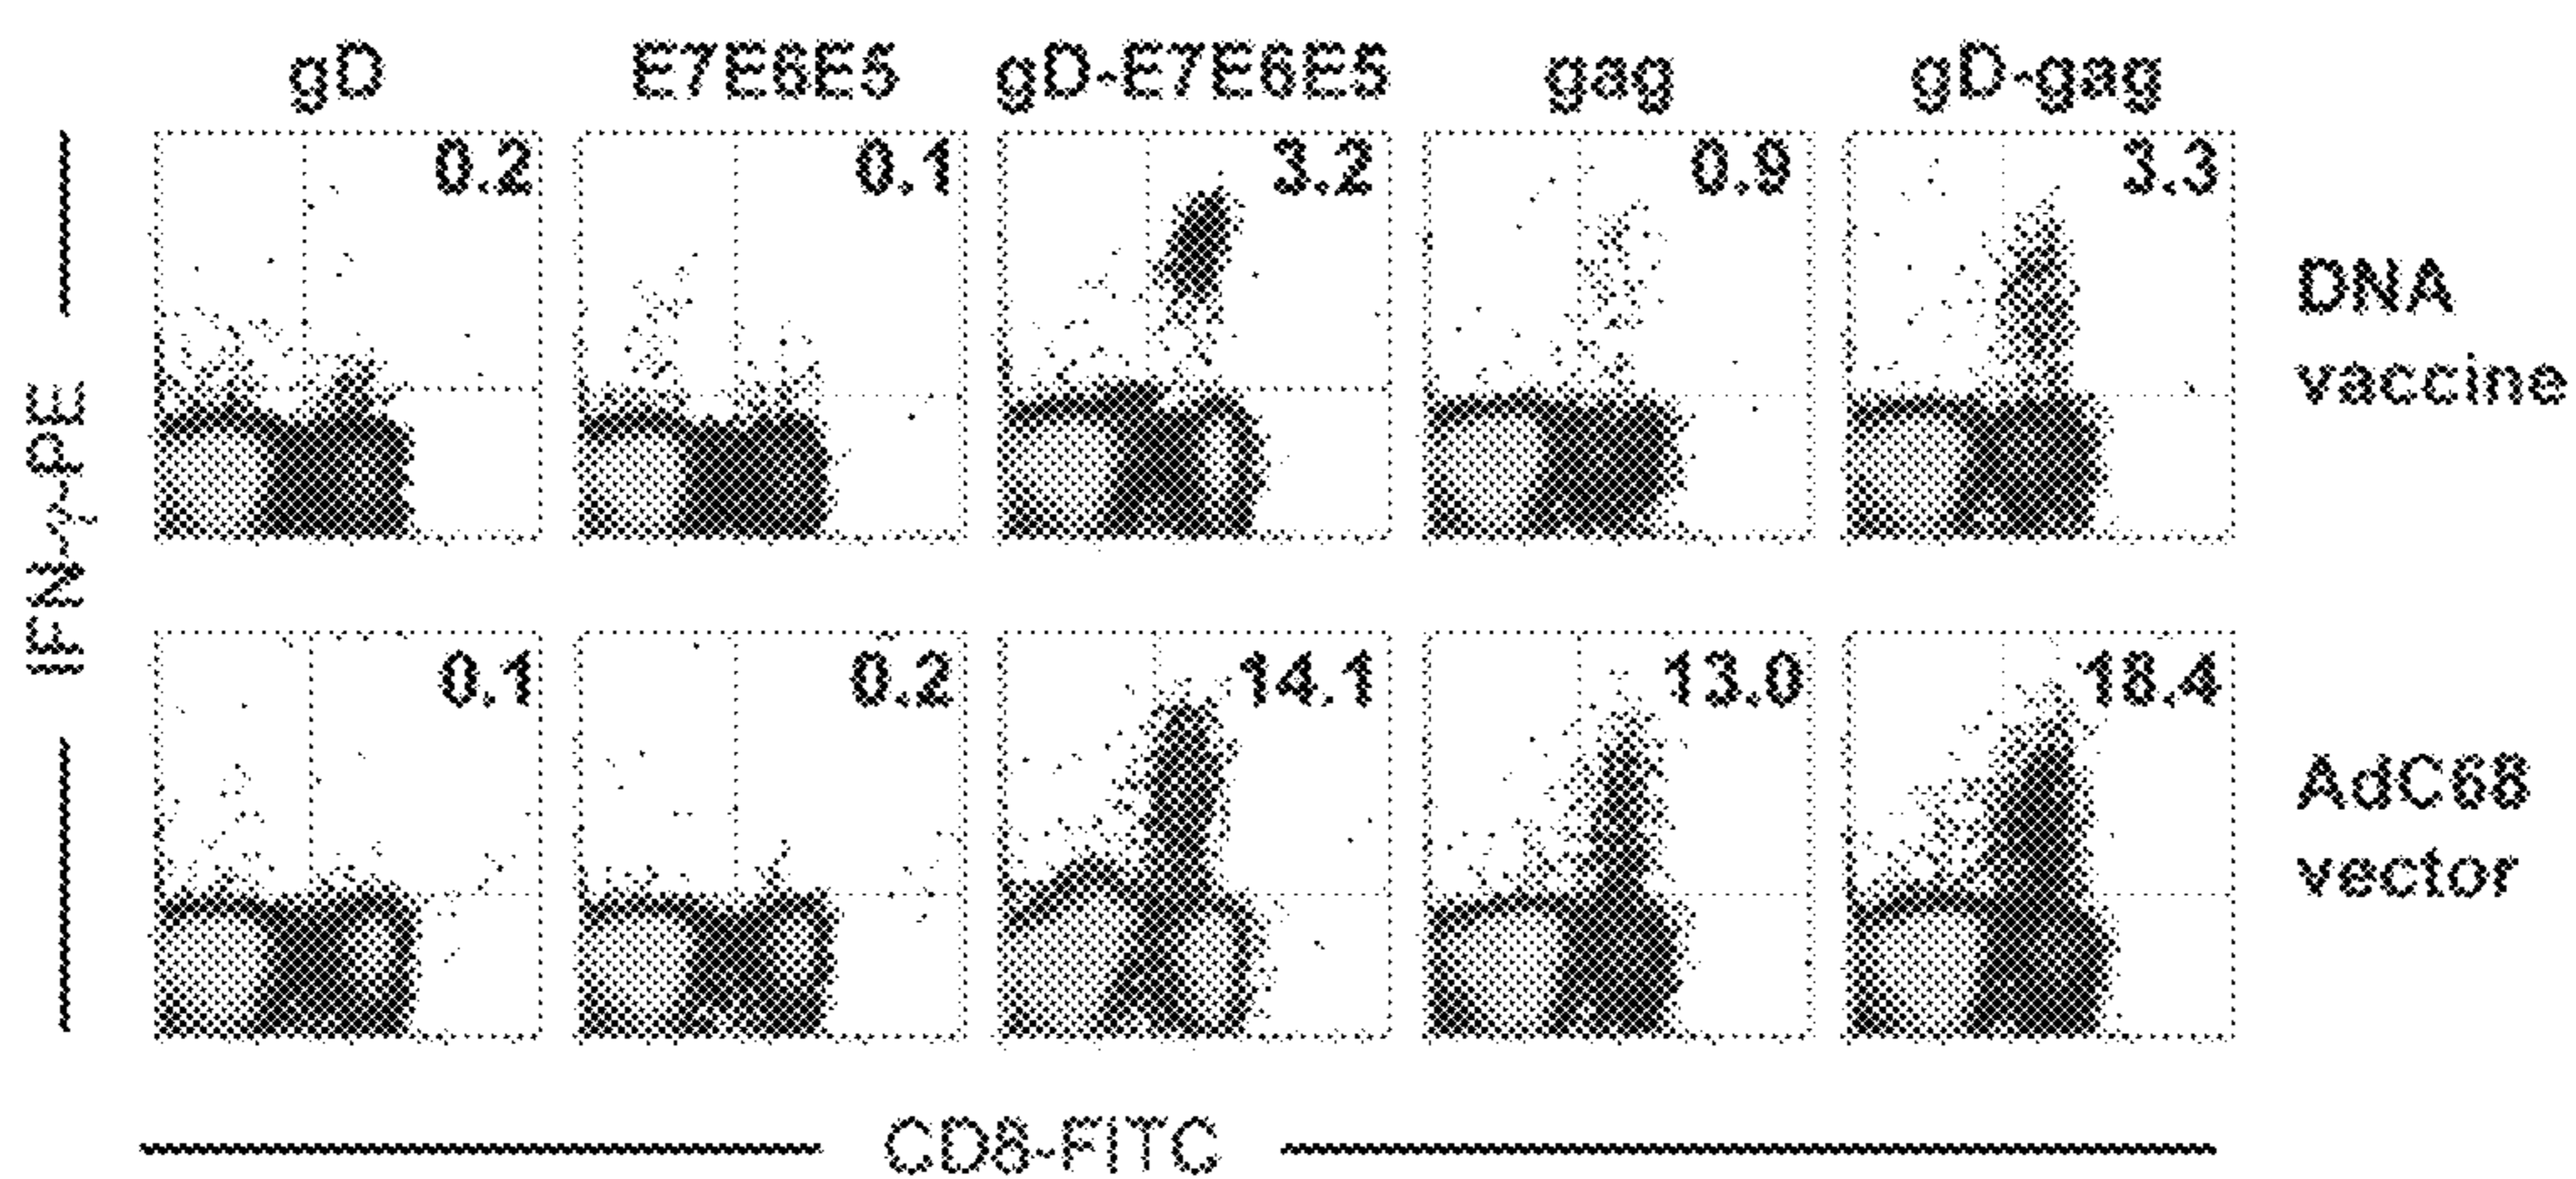 gD E7E6E5 gD-E7E6E5 gag gD-gag
0.2 0.1 3.2 0.9 3.3
DNA
vaccine
IFN-γ-PE
0.1 0.2 14.1 13.0 18.4
AdC68
vector
CD8-FITC